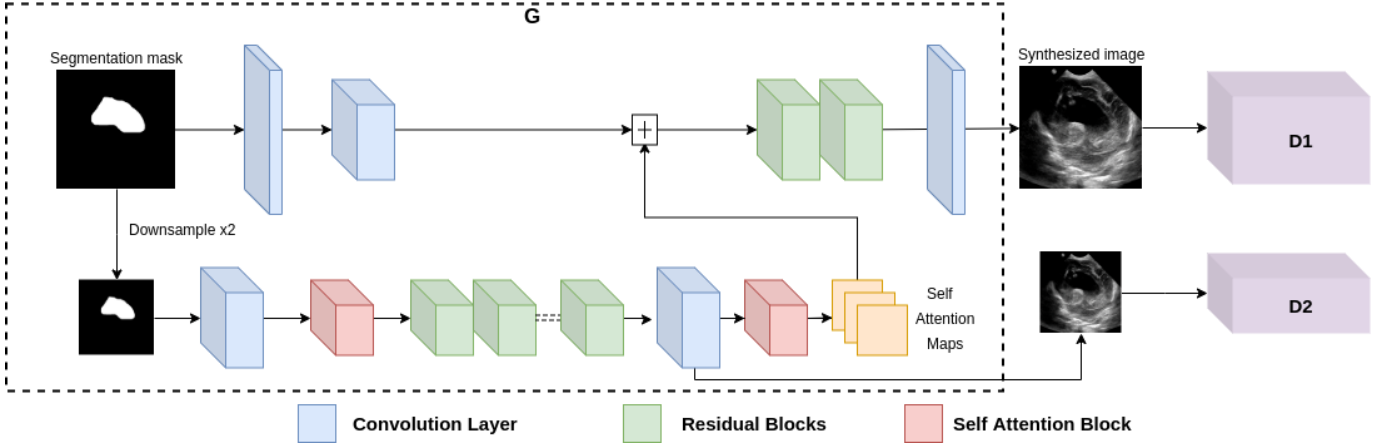 G
Segmentation mask
Synthesized image
D1
Downsample x2
Self
Attention
Maps
D2
Convolution Layer
Residual Blocks
Self Attention Block